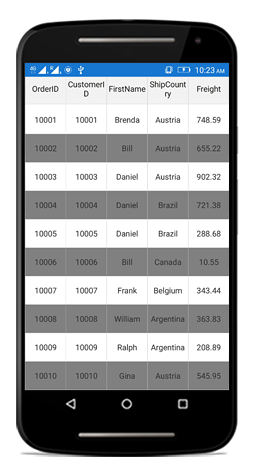 4G R 10:23 AM
OrderID CustomerID FirstName ShipCountry Freight
10001 10001 Brenda Austria 748.59
10002 10002 Bill Austria 655.22
10003 10003 Daniel Austria 902.32
10004 10004 Daniel Brazil 721.38
10005 10005 Daniel Brazil 288.68
10006 10006 Bill Canada 10.55
10007 10007 Frank Belgium 343.44
10008 10008 William Argentina 363.83
10009 10009 Ralph Argentina 208.89
10010 10010 Gina Austria 545.95